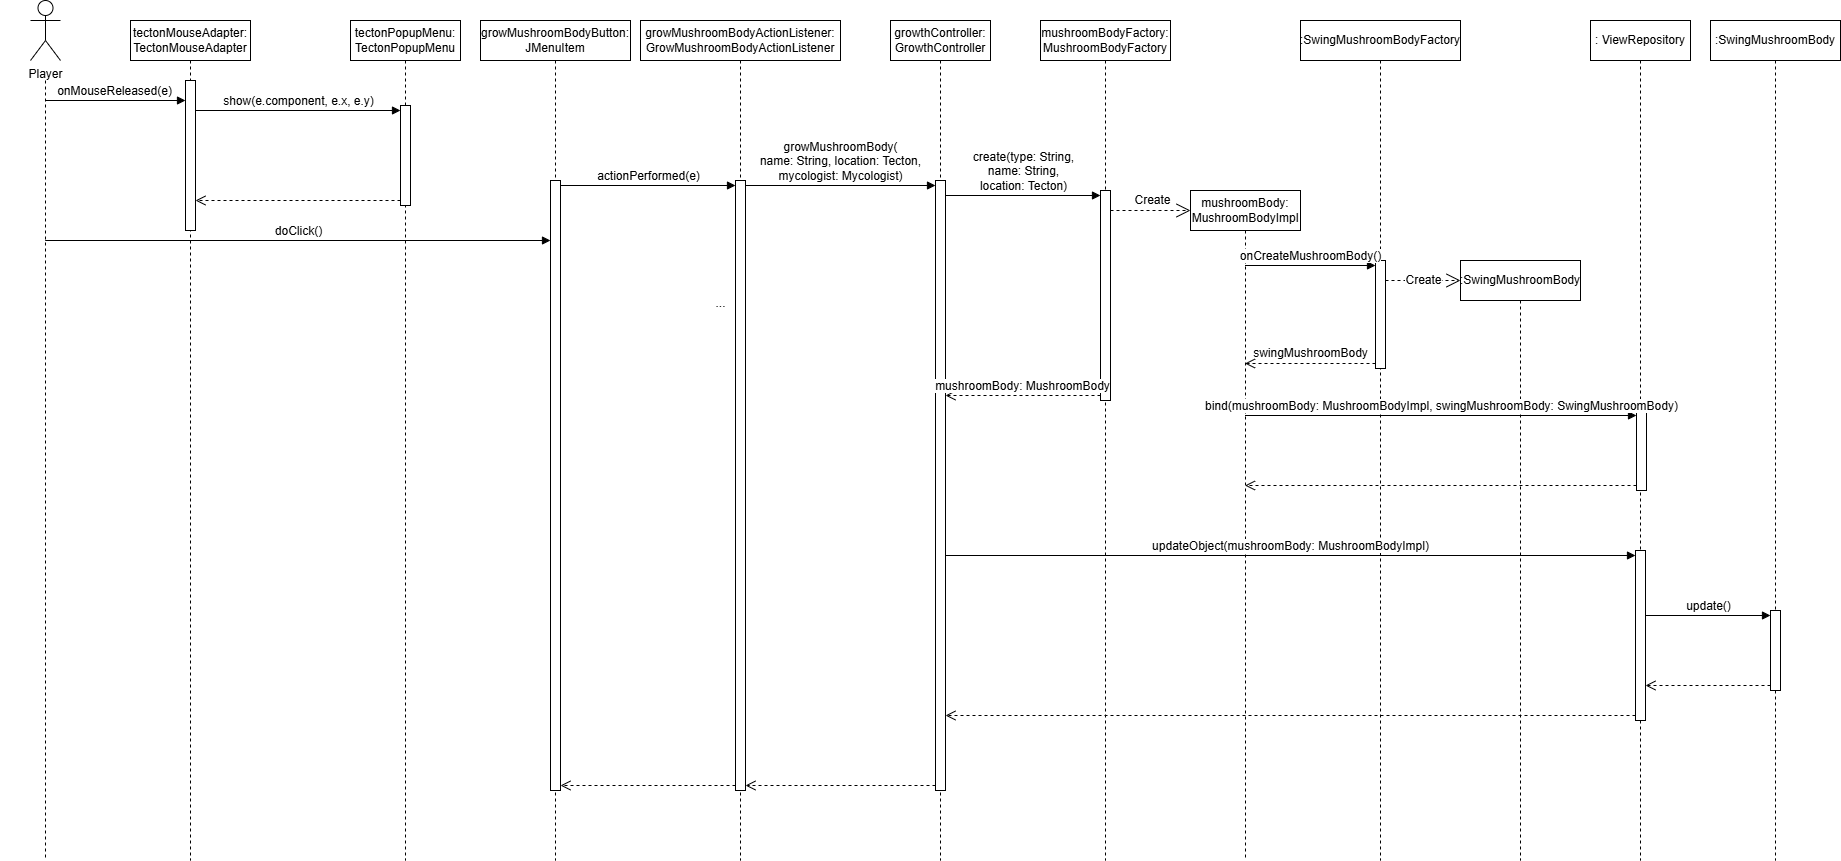 Player
tectonMouseAdapter:
TectonMouseAdapter
tectonPopupMenu:
TectonPopupMenu
growMushroomBodyButton:
JMenuItem
growMushroomBodyActionListener:
GrowMushroomBodyActionListener
growthController:
GrowthController
mushroomBodyFactory:
MushroomBodyFactory
:SwingMushroomBodyFactory
: ViewRepository
:SwingMushroomBody
onMouseReleased(e)
show(e.component, e.x, e.y)
actionPerformed(e)
growMushroomBody(
name: String, location: Tecton,
mycologist: Mycologist)
create(type: String,
name: String,
location: Tecton)
Create
mushroomBody:
MushroomBodyImpl
doClick()
onCreateMushroomBody()
Create
:SwingMushroomBody
...
swingMushroomBody
mushroomBody: MushroomBody
bind(mushroomBody: MushroomBodyImpl, swingMushroomBody: SwingMushroomBody)
updateObject(mushroomBody: MushroomBodyImpl)
update()